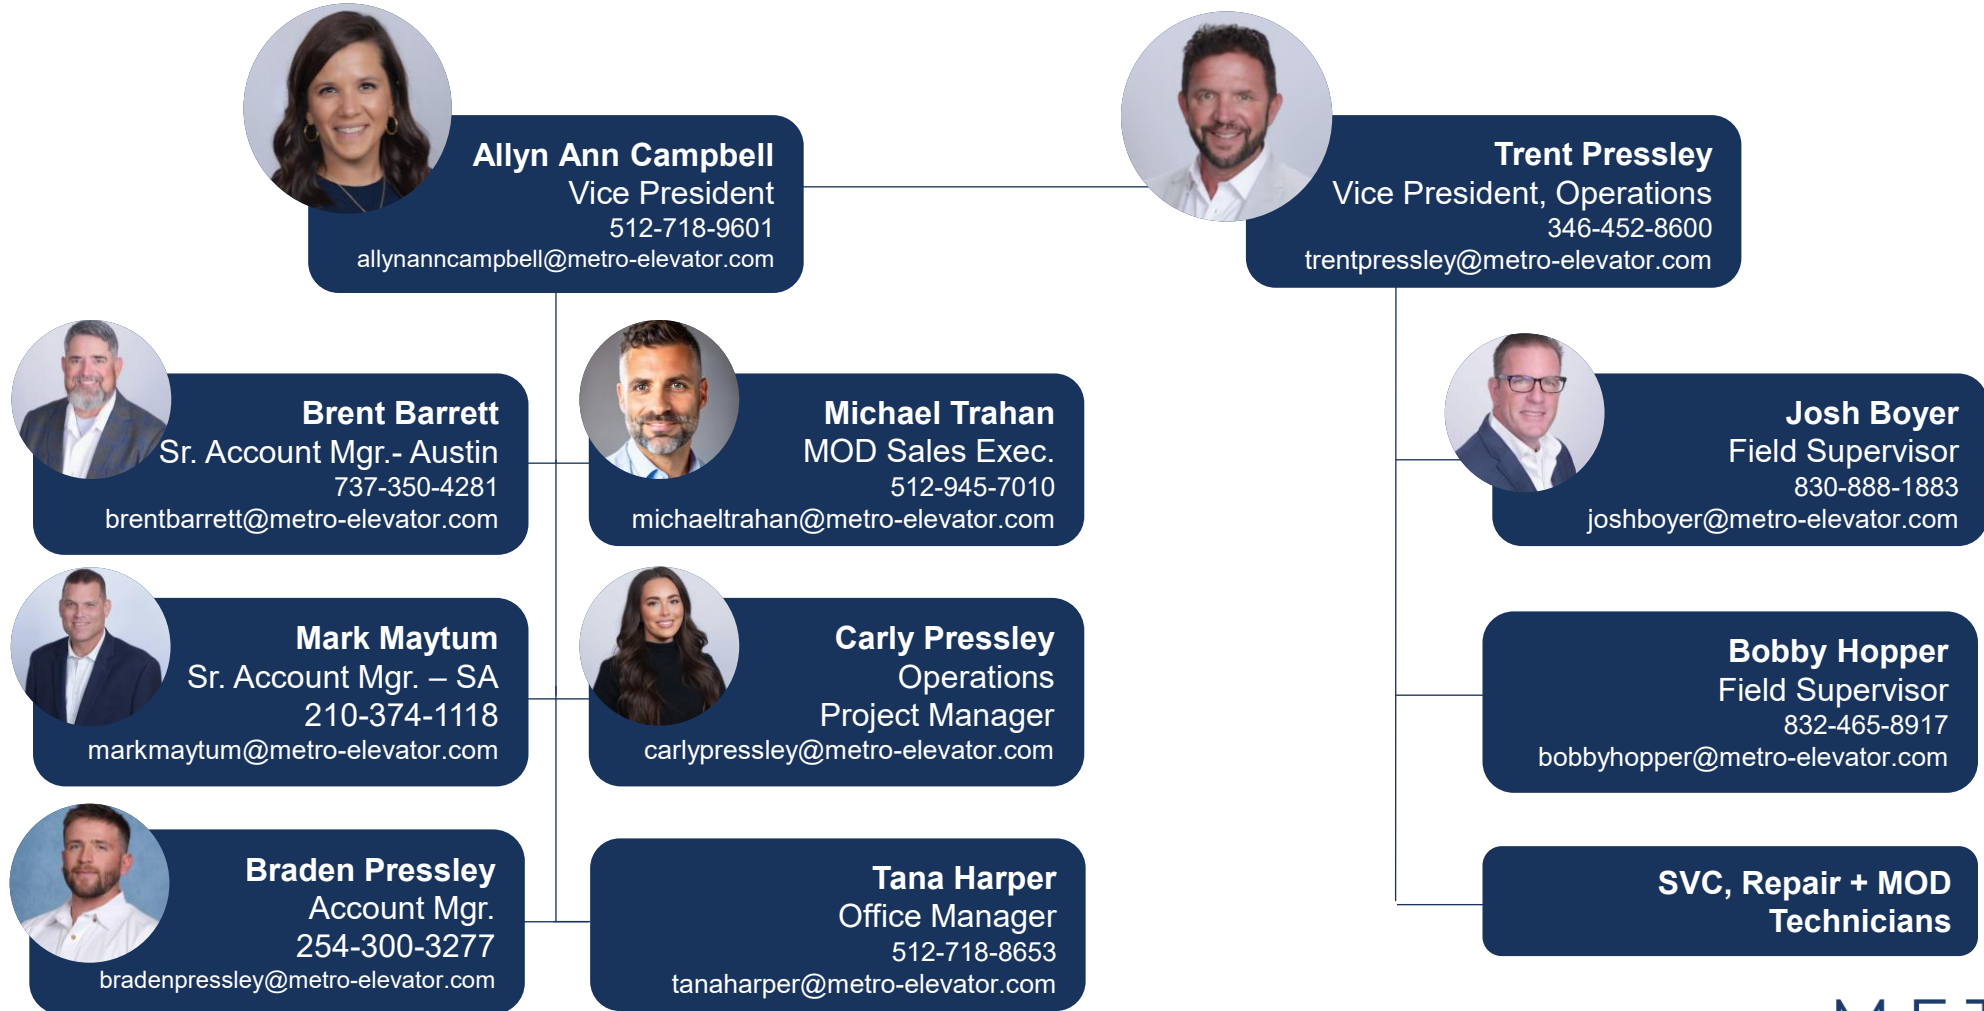 Allyn Ann Campbell
Vice President
512-718-9601
allynanncampbell@metro-elevator.com
Trent Pressley
Vice President, Operations
346-452-8600
trentpressley@metro-elevator.com
Brent Barrett
Sr. Account Mgr.- Austin
737-350-4281
brentbarrett@metro-elevator.com
Michael Trahan
MOD Sales Exec.
512-945-7010
michaeltrahan@metro-elevator.com
Josh Boyer
Field Supervisor
830-888-1883
joshboyer@metro-elevator.com
Mark Maytum
Sr. Account Mgr. – SA
210-374-1118
markmaytum@metro-elevator.com
Carly Pressley
Operations
Project Manager
carlypressley@metro-elevator.com
Bobby Hopper
Field Supervisor
832-465-8917
bobbyhopper@metro-elevator.com
Braden Pressley
Account Mgr.
254-300-3277
bradenpressley@metro-elevator.com
Tana Harper
Office Manager
512-718-8653
tanaharper@metro-elevator.com
SVC, Repair + MOD
Technicians